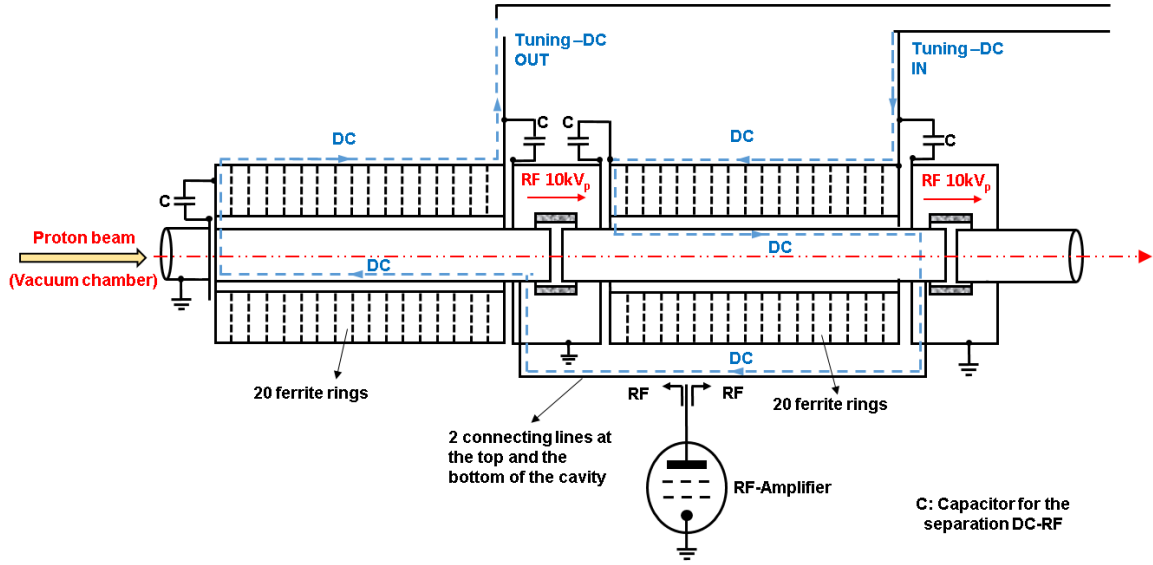 Tuning –DC
OUT
Tuning –DC
IN
C
C
C
DC
DC
RF 10kVp
RF 10kVp
C
Proton beam
(Vacuum chamber)
DC
DC
DC
RF
RF
20 ferrite rings
20 ferrite rings
2 connecting lines at
the top and the
bottom of the cavity
RF-Amplifier
C: Capacitor for the
separation DC-RF